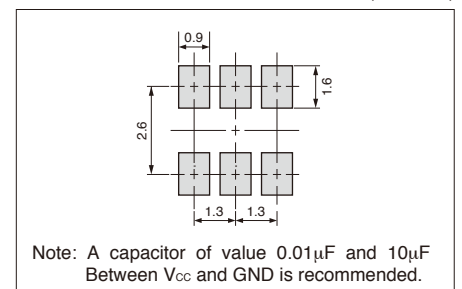 0.9
1.6
2.6
1.3 1.3
Note: A capacitor of value 0.01µF and 10µF
Between Vcc and GND is recommended.